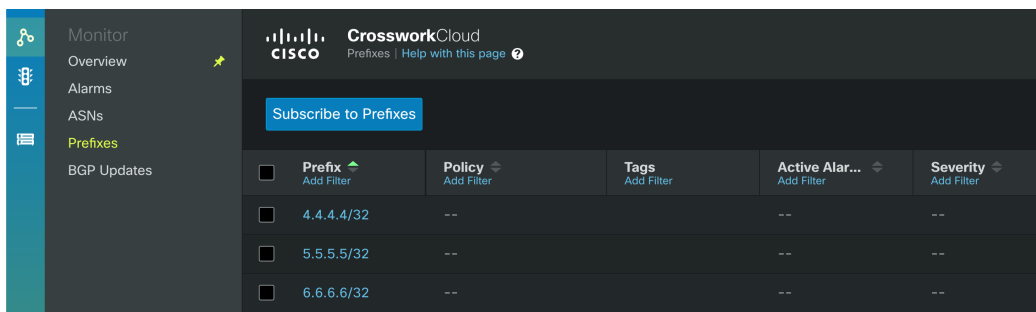 Monitor
Overview
Alarms
ASNs
Prefixes
BGP Updates
CISCO
CrossworkCloud
Prefixes | Help with this page ?
Subscribe to Prefixes
Prefix Policy Tags Active Alar... Severity
Add Filter Add Filter Add Filter Add Filter Add Filter
4.4.4.4/32 -- -- --
5.5.5.5/32 -- -- --
6.6.6.6/32 -- -- --